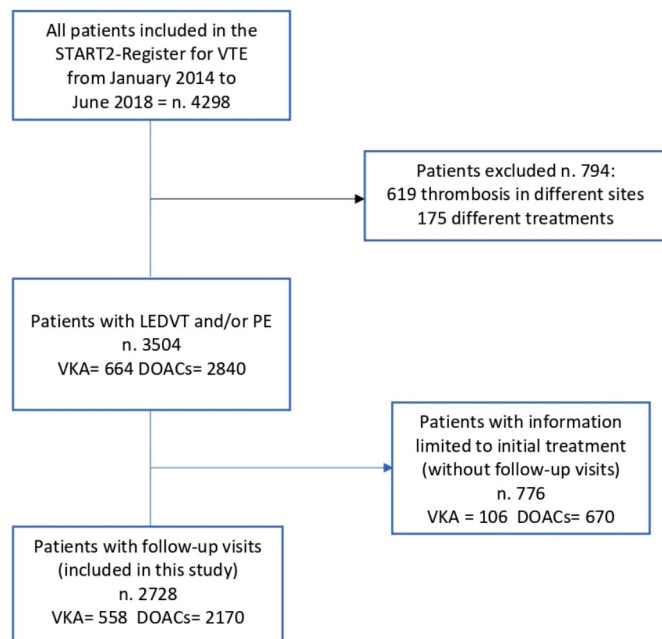 All patients included in the
START2-Register for VTE
from January 2014 to
June 2018 = n. 4298
Patients excluded n. 794:
619 thrombosis in different sites
175 different treatments
Patients with LEDVT and/or PE
n. 3504
VKA= 664 DOACs= 2840
Patients with information
limited to initial treatment
(without follow-up visits)
n. 776
VKA = 106 DOACs= 670
Patients with follow-up visits
(included in this study)
n. 2728
VKA= 558 DOACs= 2170